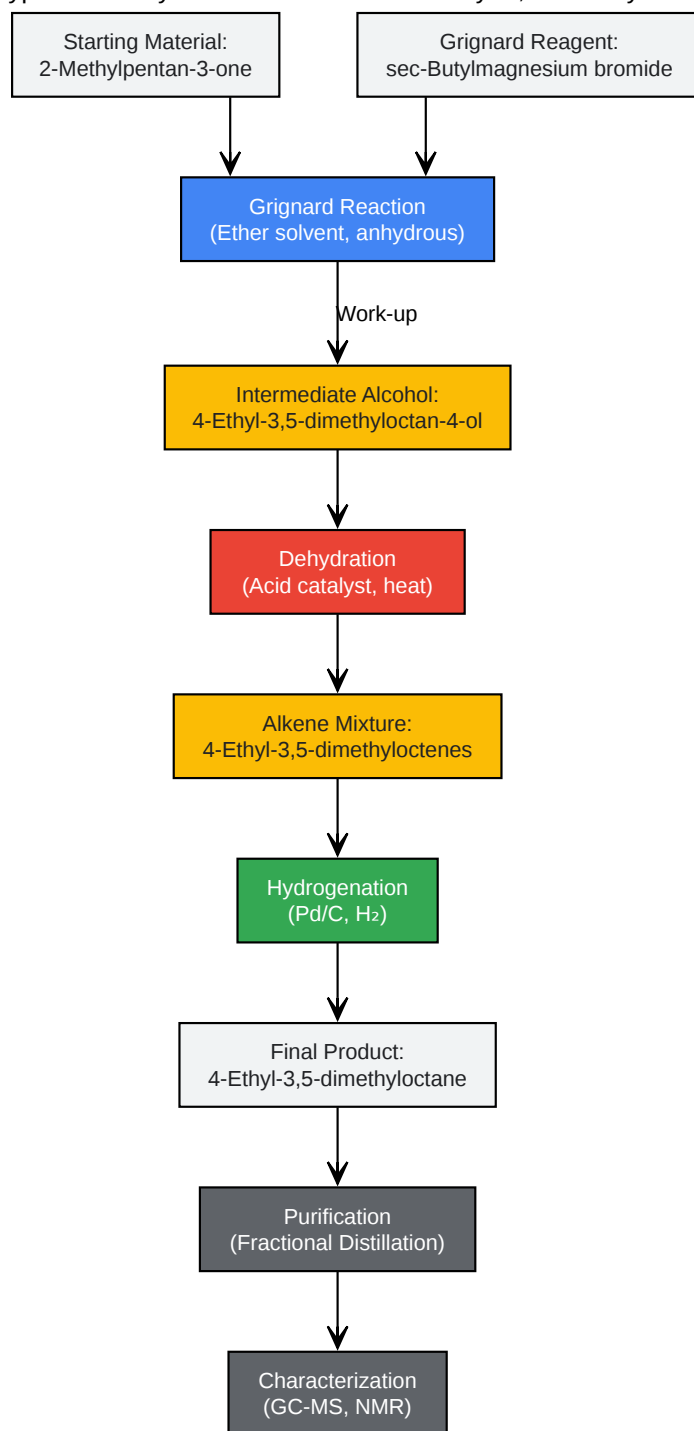 Starting Material:
2-Methylpentan-3-one
Grignard Reagent:
sec-Butylmagnesium bromide
Grignard Reaction
(Ether solvent, anhydrous)
Work-up
Intermediate Alcohol:
4-Ethyl-3,5-dimethyloctan-4-ol
Dehydration
(Acid catalyst, heat)
Alkene Mixture:
4-Ethyl-3,5-dimethyloctenes
Hydrogenation
(Pd/C, H₂)
Final Product:
4-Ethyl-3,5-dimethyloctane
Purification
(Fractional Distillation)
Characterization
(GC-MS, NMR)